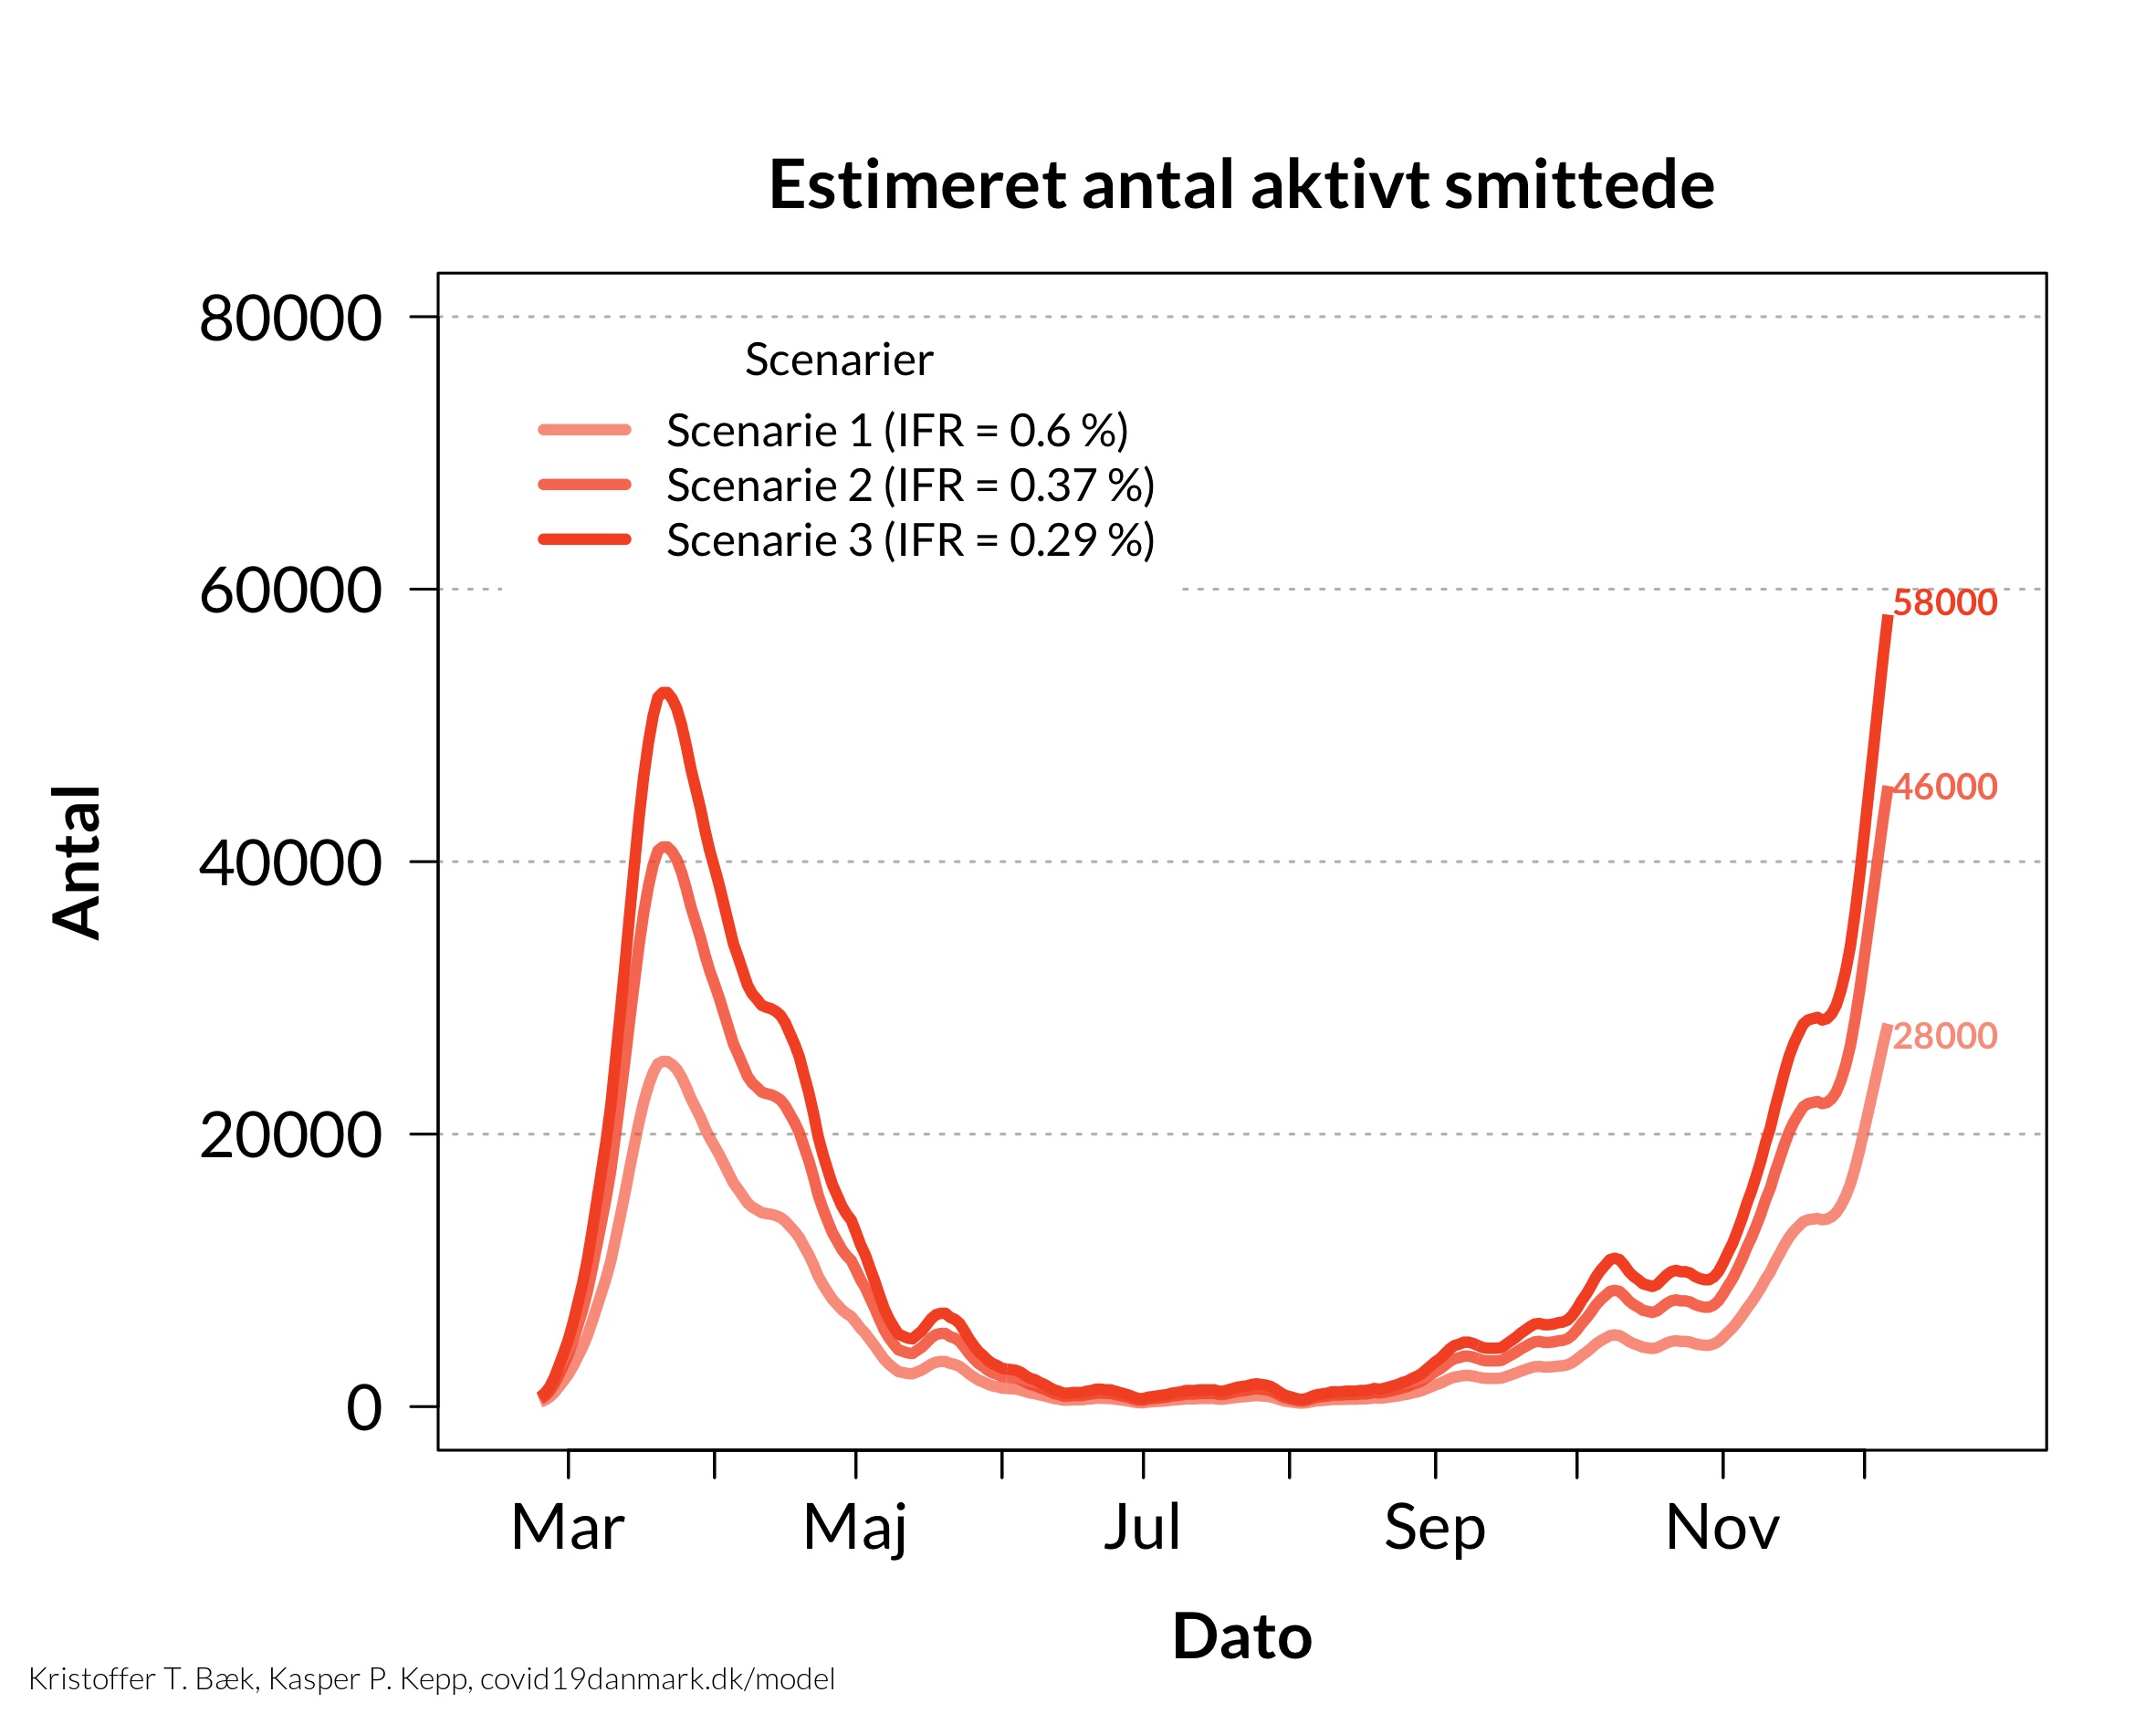 Estimeret antal aktivt smittede
80000
60000
40000
20000
0
Antal
Scenarier
Scenarie 1 (IFR = 0.6 %)
Scenarie 2 (IFR = 0.37 %)
Scenarie 3 (IFR = 0.29 %)
58000
46000
28000
Mar Maj Jul Sep Nov
Dato
Kristoffer T. Bæk, Kasper P. Kepp, covid19danmark.dk/model